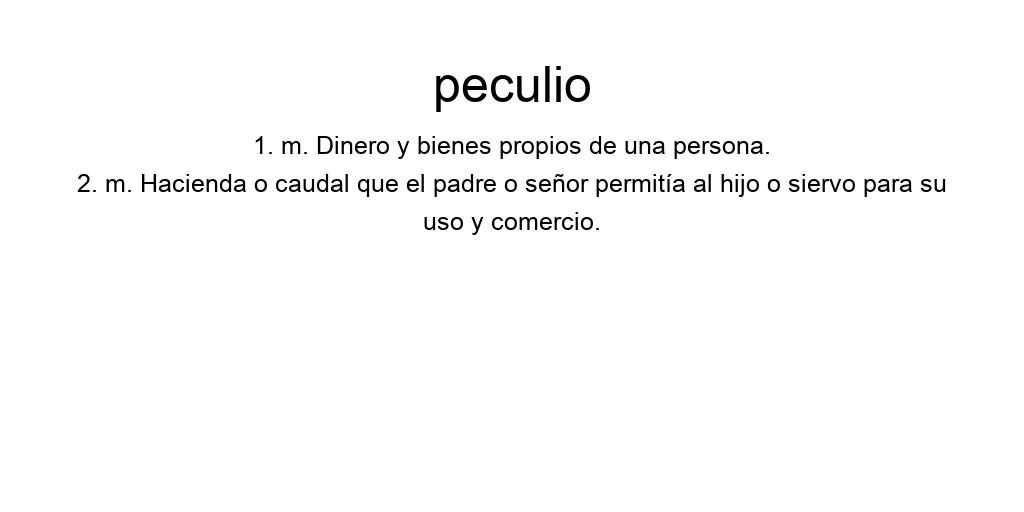 peculio
1. m. Dinero y bienes propios de una persona.
2. m. Hacienda o caudal que el padre o señor permitía al hijo o siervo para su
uso y comercio.